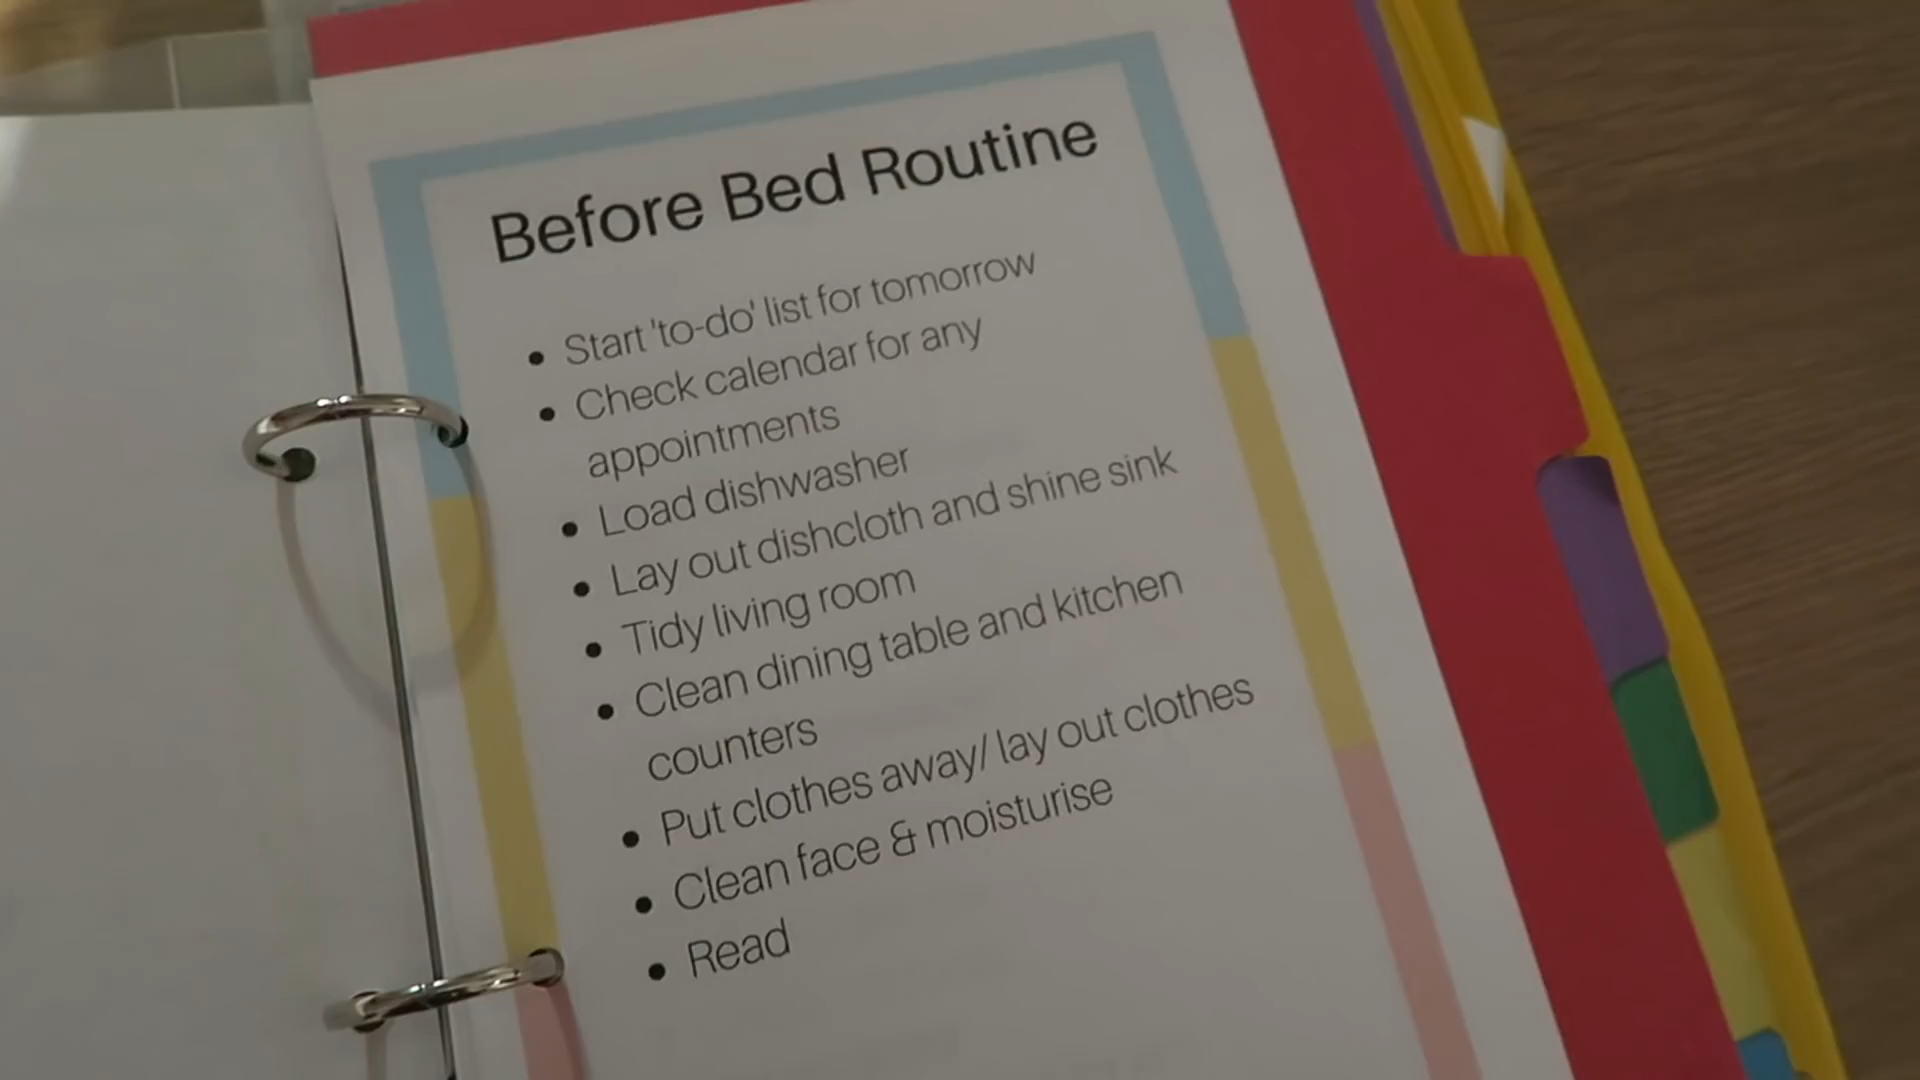 Before Bed Routine
• Start 'to-do' list for tomorrow
• Check calendar for any
appointments
• Load dishwasher
• Lay out dishcloth and shine sink
• Tidy living room
• Clean dining table and kitchen
counters
• Put clothes away/ lay out clothes
• Clean face & moisturise
• Read